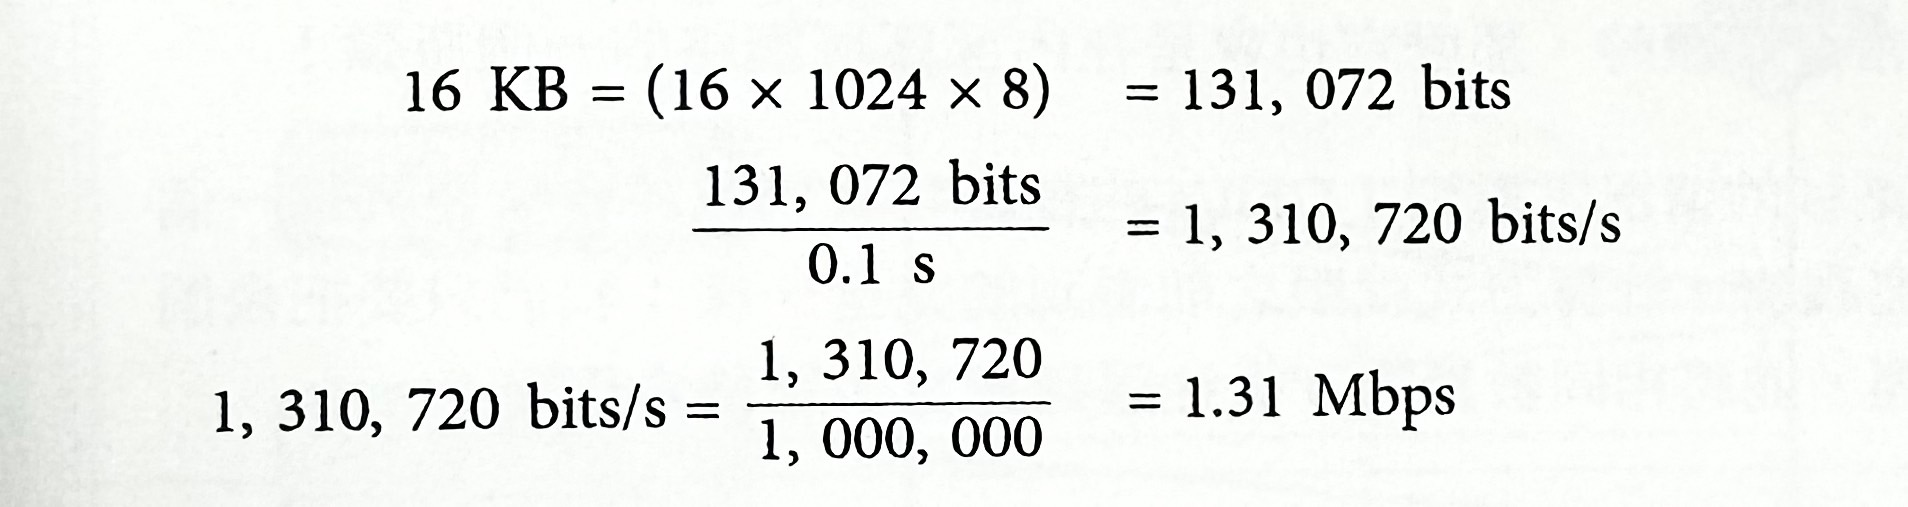 16 KB = (16 × 1024 × 8) = 131, 072 bits
131, 072 bits
0.1 s
= 1, 310, 720 bits/s
1, 310, 720 bits/s =
1, 310, 720
1, 000, 000
= 1.31 Mbps